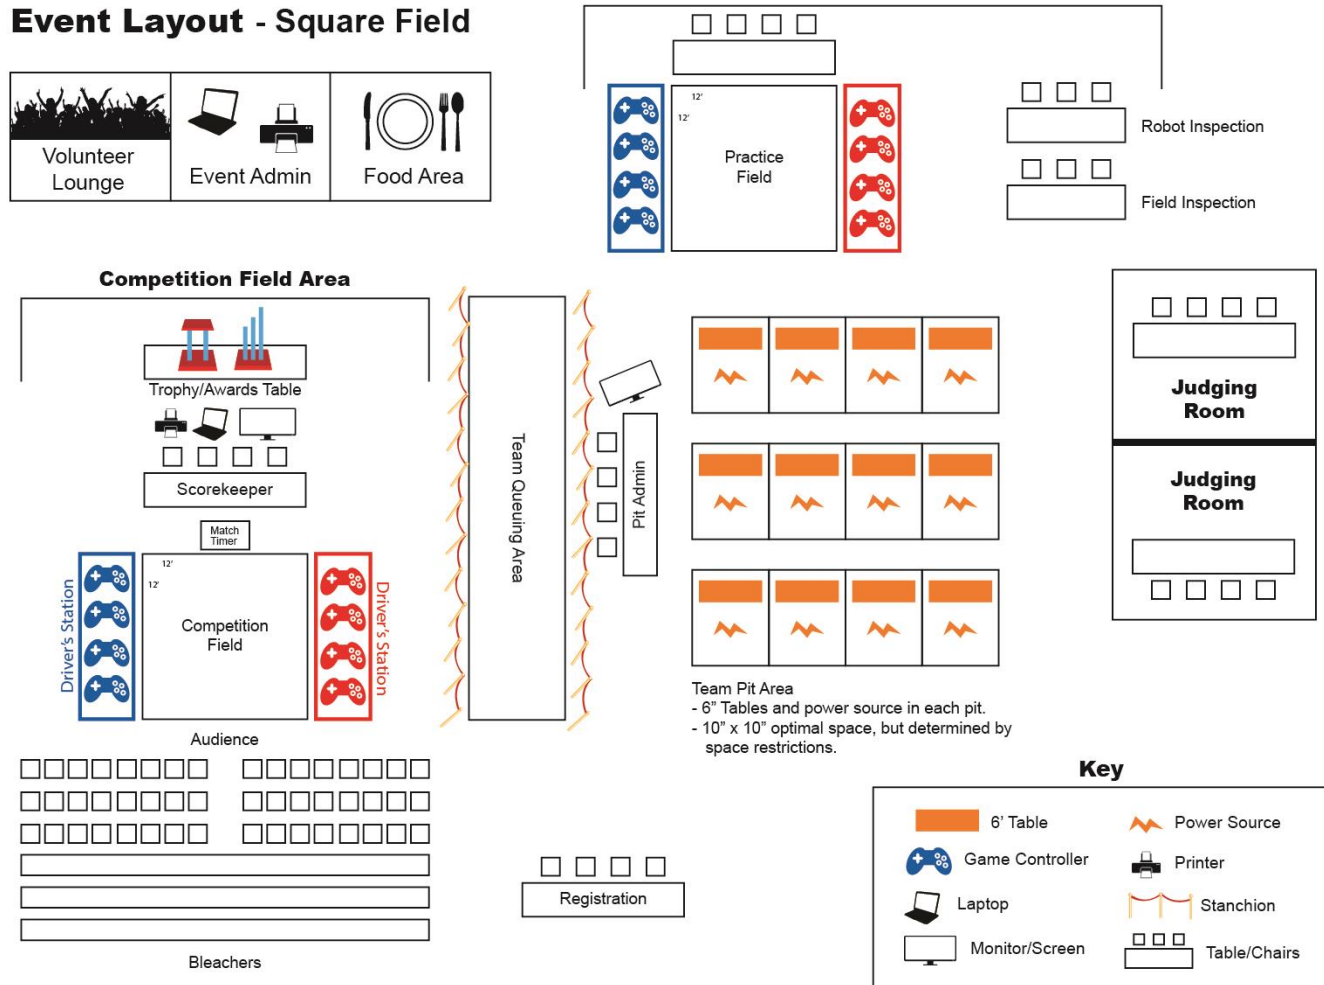 Event Layout - Square Field
Volunteer
Lounge
Event Admin
Food Area
12'
12'
Practice
Field
Robot Inspection
Field Inspection
Competition Field Area
Trophy/Awards Table
Scorekeeper
Match
Timer
12'
12'
Competition
Field
Driver's Station
Driver's Station
Team Queuing Area
Pit Admin
Judging
Room
Judging
Room
Team Pit Area
- 6” Tables and power source in each pit.
- 10” x 10” optimal space, but determined by
space restrictions.
Audience
Bleachers
Registration
Key
6' Table
Power Source
Game Controller
Printer
Laptop
Stanchion
Monitor/Screen
Table/Chairs